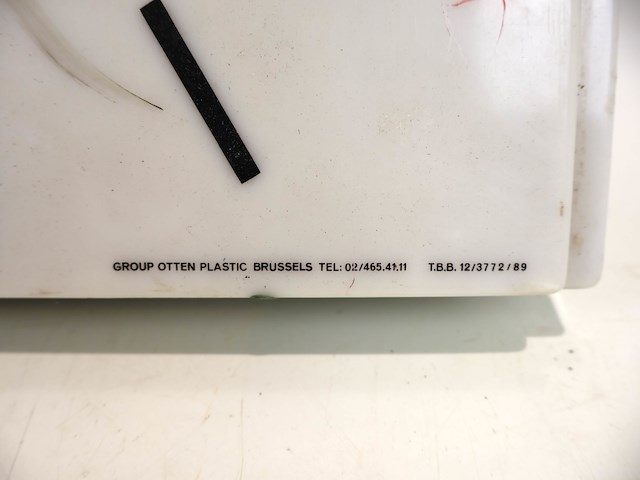 GROUP OTTEN PLASTIC BRUSSELS TEL: 02/465.41.11 T.B.B. 12/3772/89